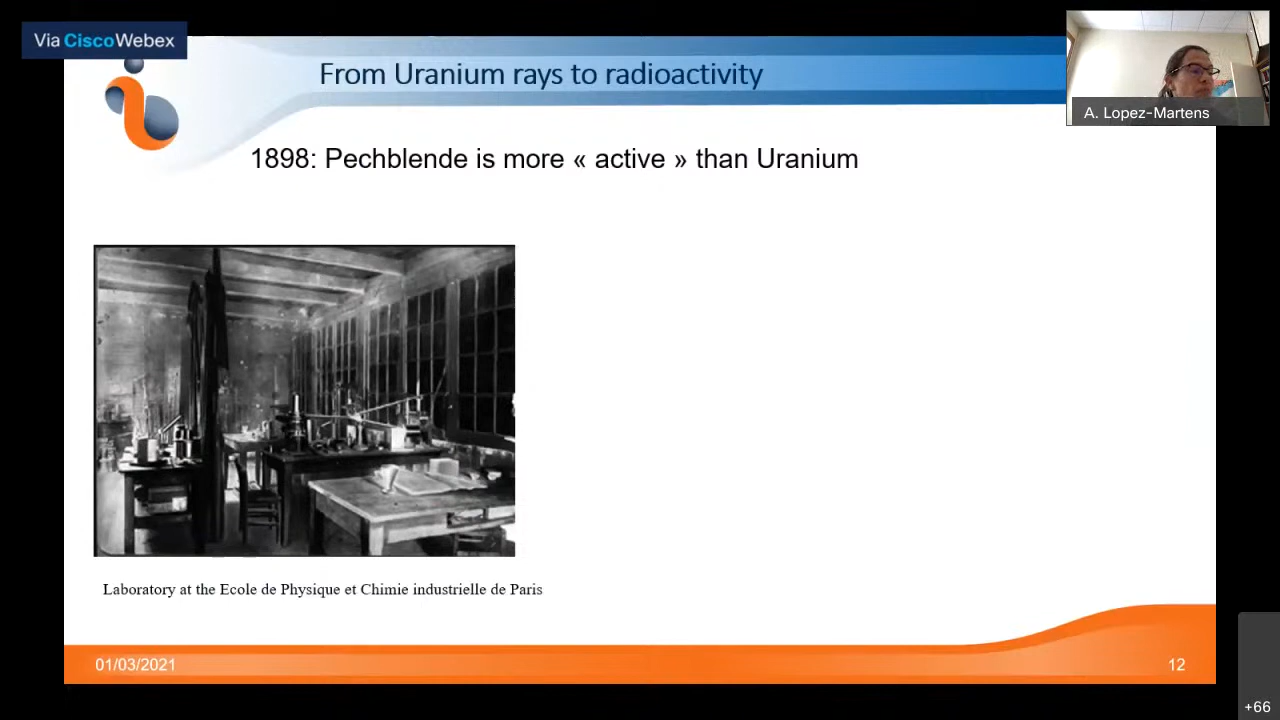 Via CiscoWebex
From Uranium rays to radioactivity
A. Lopez-Martens
1898: Pechblende is more « active » than Uranium
Laboratory at the Ecole de Physique et Chimie industrielle de Paris
01/03/2021
12
+66